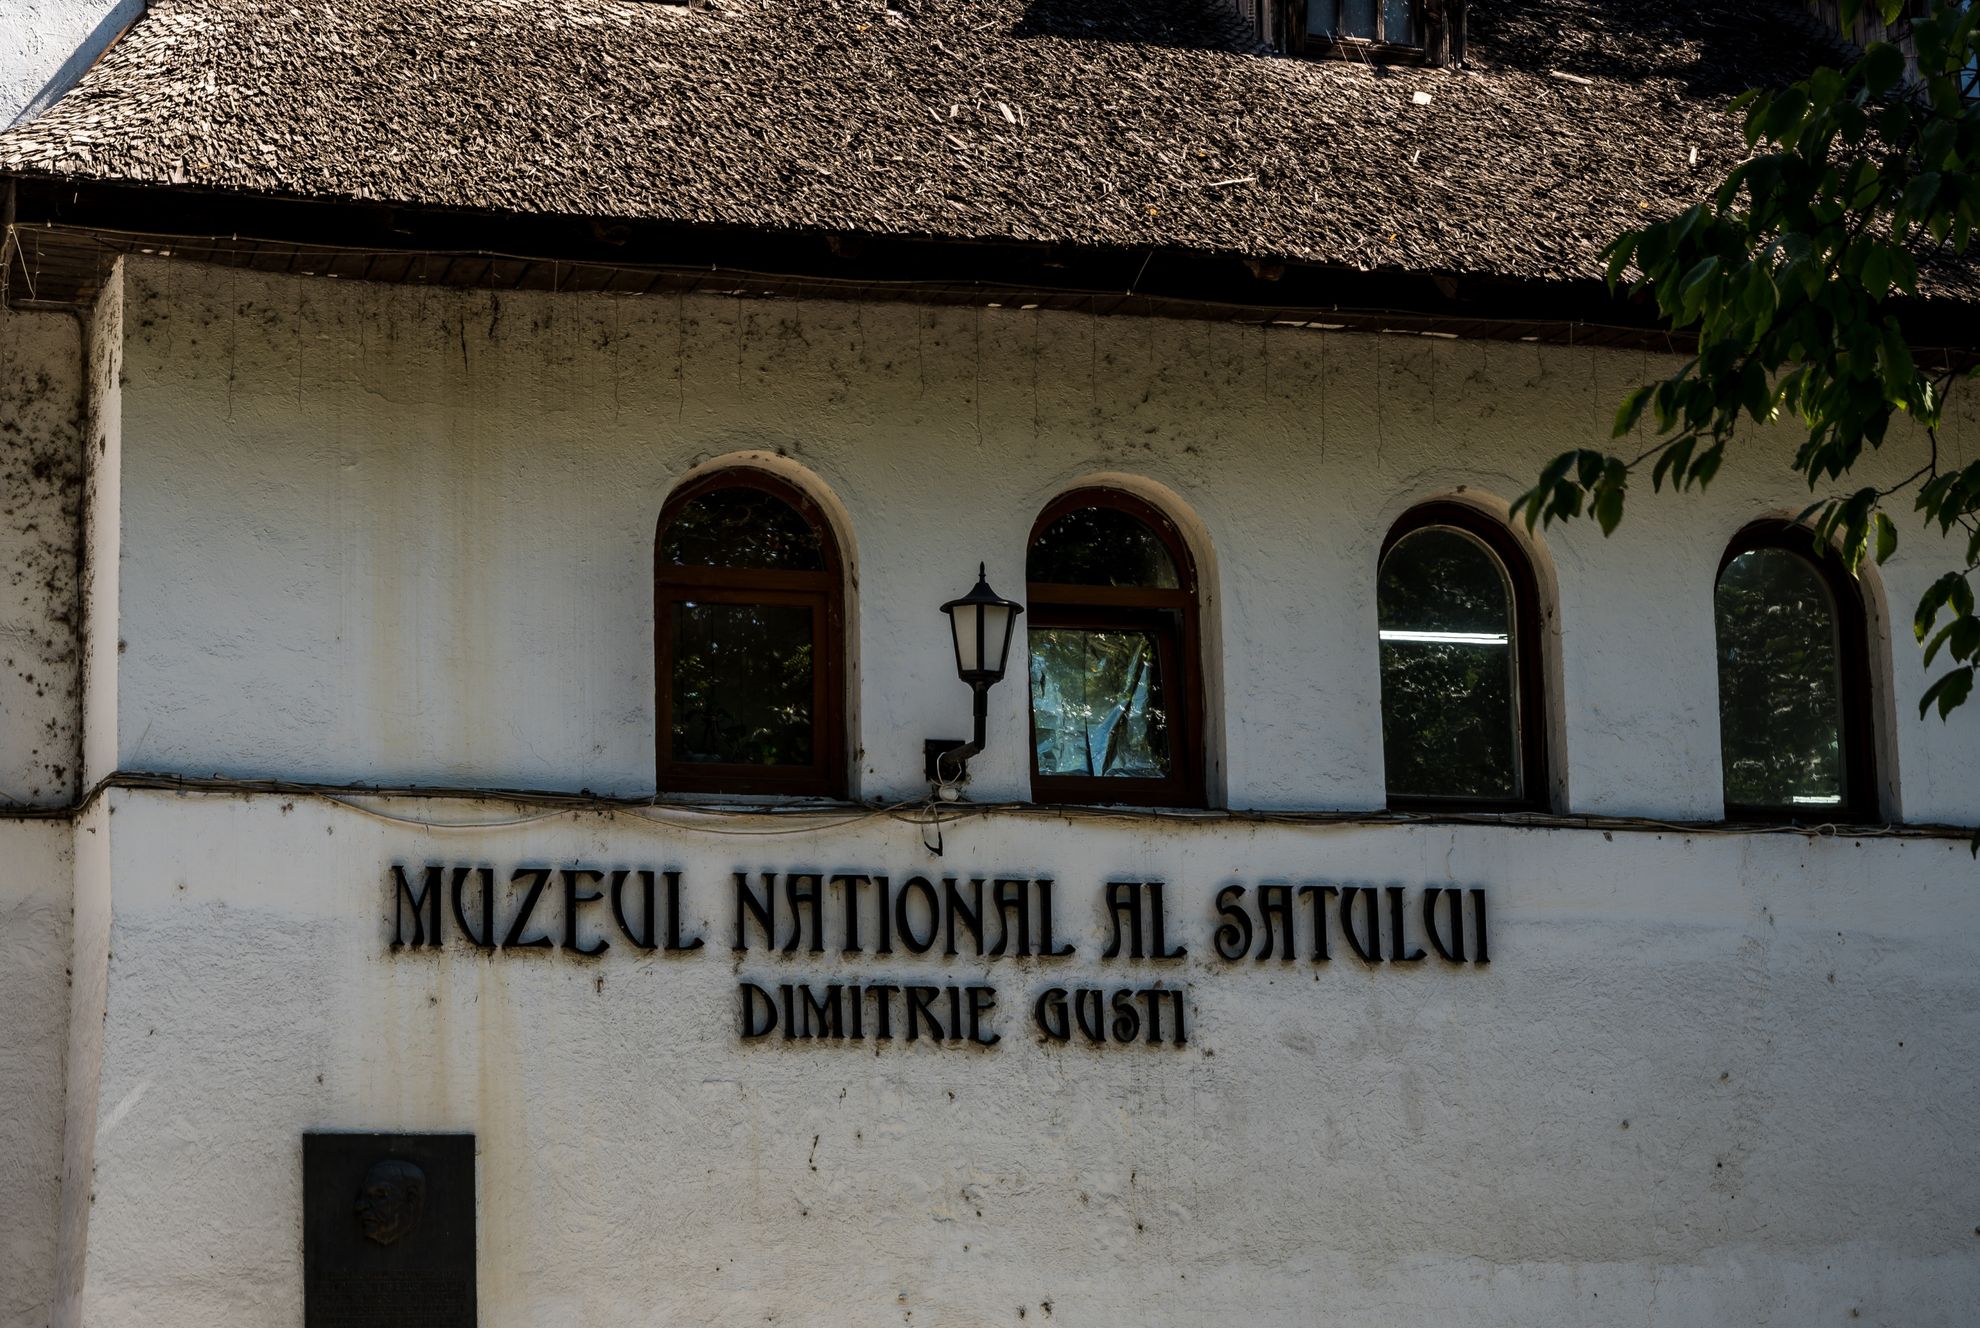 MUZEUL NATIONAL AL SATULUI
DIMITRIE GUSTI